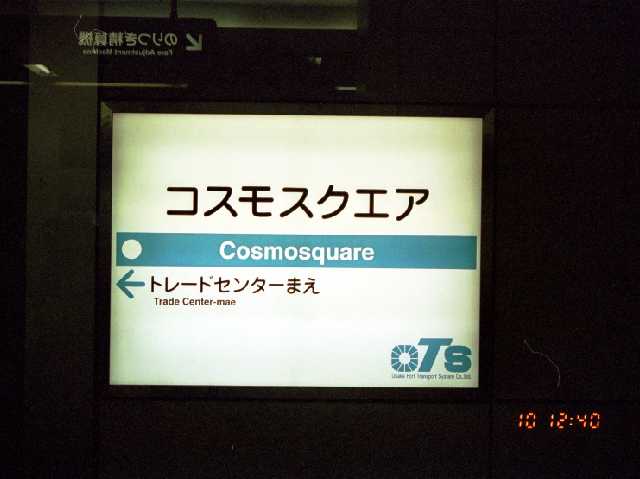 のりつぎ精算機
Fare Adjustment Machine
コスモスクエア
Cosmosquare
トレードセンターまえ
Trade Center-mae
OTS
Osaka Port Transport System Co.,Ltd.
10 12:40